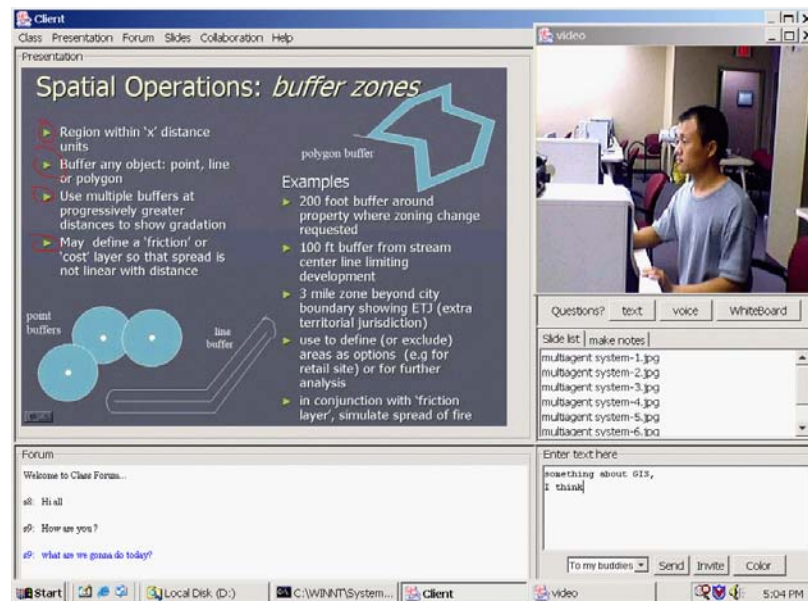 Client
Class Presentation Forum Slides Collaboration Help
Presentation
Spatial Operations: buffer zones
Region within 'x' distance
units
Buffer any object: point, line
or polygon
Use multiple buffers at
progressively greater
distances to show gradation
May define a 'friction' or
'cost' layer so that spread is
not linear with distance
polygon buffer
Examples
200 foot buffer around
property where zoning change
requested
100 ft buffer from stream
center line limiting
development
3 mile zone beyond city
boundary showing ETJ (extra
territorial jurisdiction)
use to define (or exclude)
areas as options (e.g for
retail site) or for further
analysis
in conjunction with 'friction
layer', simulate spread of fire
point
buffers
line
buffer
video
Questions? text voice WhiteBoard
Slide list make notes
multiagent system-1.jpg
multiagent system-2.jpg
multiagent system-3.jpg
multiagent system-4.jpg
multiagent system-5.jpg
multiagent system-6.jpg
Forum
Welcome to Class Forum...
s8: Hi all
s9: How are you?
s9: what are we gonna do today?
Enter text here
something about GIS,
I think
To my buddies Send Invite Color
Start Local Disk (D:) C:\WINNT\System... Client video 5:04 PM